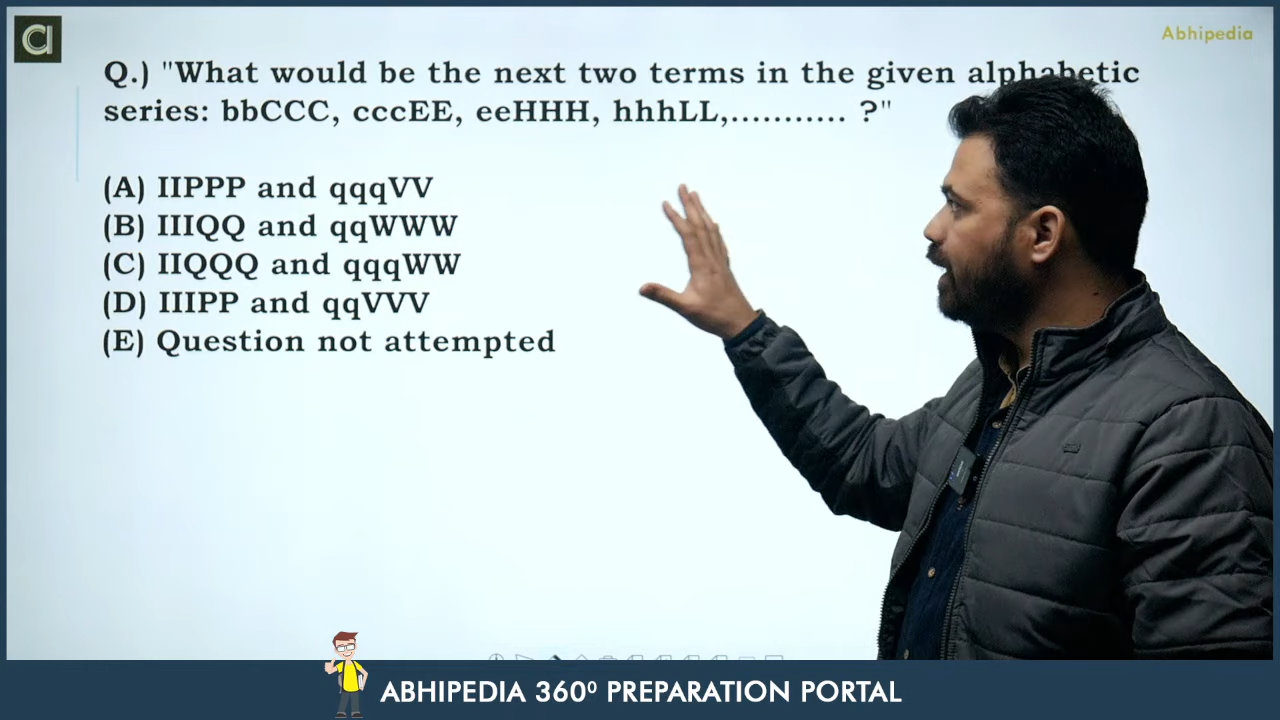 Abhipedia
Q.) "What would be the next two terms in the given alphabetic
series: bbCCC, cccEE, eeHHH, hhhLL,........... ?"
(A) IIPPP and qqqVV
(B) IIIQQ and qqWWW
(C) IIQQQ and qqqWW
(D) IIIPP and qqVVV
(E) Question not attempted
ABHIPEDIA 360⁰ PREPARATION PORTAL